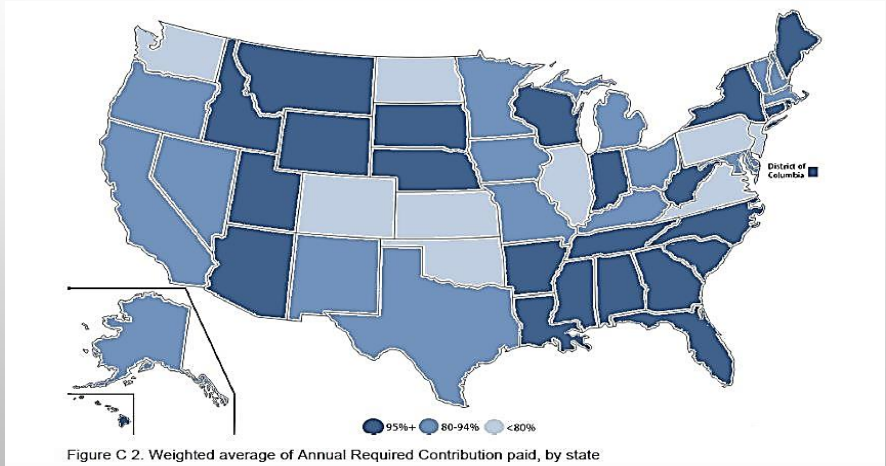 District of
Columbia
95%+ 80-94% <80%
Figure C 2. Weighted average of Annual Required Contribution paid, by state